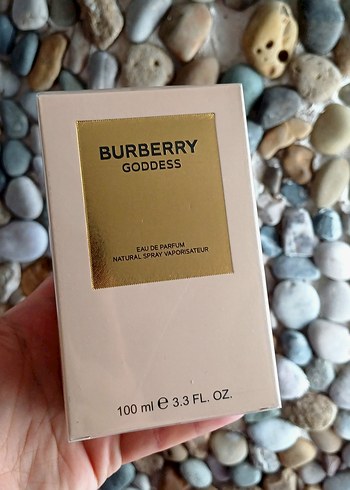 BURBERRY
GODDESS
EAU DE PARFUM
NATURAL SPRAY VAPORISATEUR
100 ml ℮ 3.3 FL. OZ.